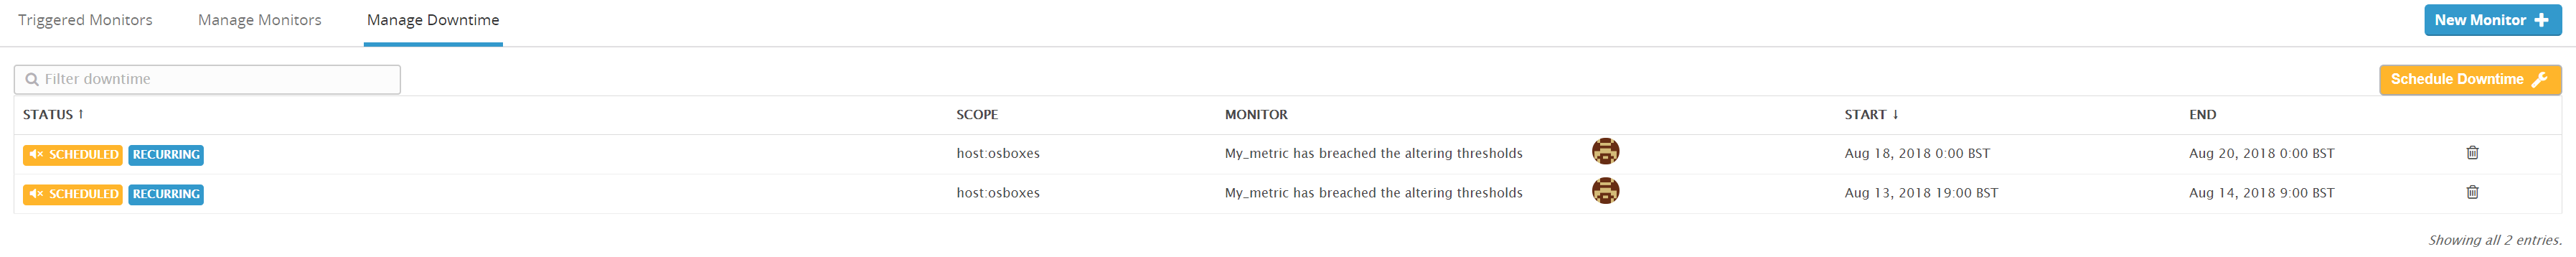 Triggered Monitors Manage Monitors Manage Downtime New Monitor
Filter downtime Schedule Downtime
STATUS ↑ SCOPE MONITOR START ↓ END
SCHEDULED RECURRING host:osboxes My_metric has breached the altering thresholds Aug 18, 2018 0:00 BST Aug 20, 2018 0:00 BST
SCHEDULED RECURRING host:osboxes My_metric has breached the altering thresholds Aug 13, 2018 19:00 BST Aug 14, 2018 9:00 BST
Showing all 2 entries.